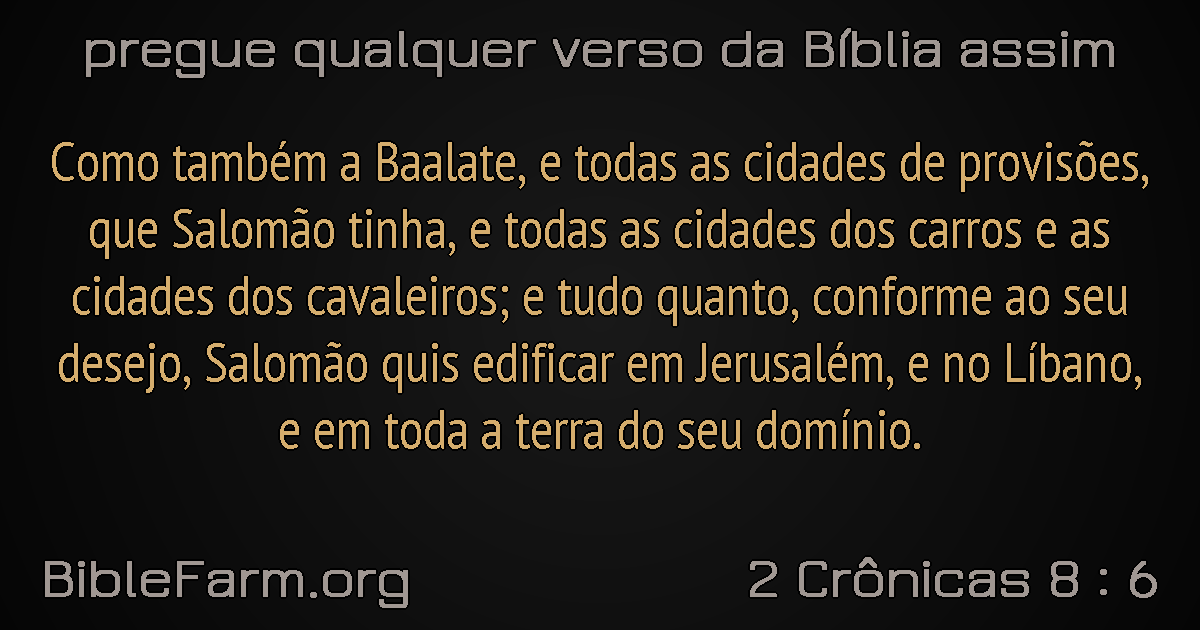 pregue qualquer verso da Bíblia assim
Como também a Baalate, e todas as cidades de provisões,
que Salomão tinha, e todas as cidades dos carros e as
cidades dos cavaleiros; e tudo quanto, conforme ao seu
desejo, Salomão quis edificar em Jerusalém, e no Líbano,
e em toda a terra do seu domínio.
BibleFarm.org
2 Crônicas 8 : 6